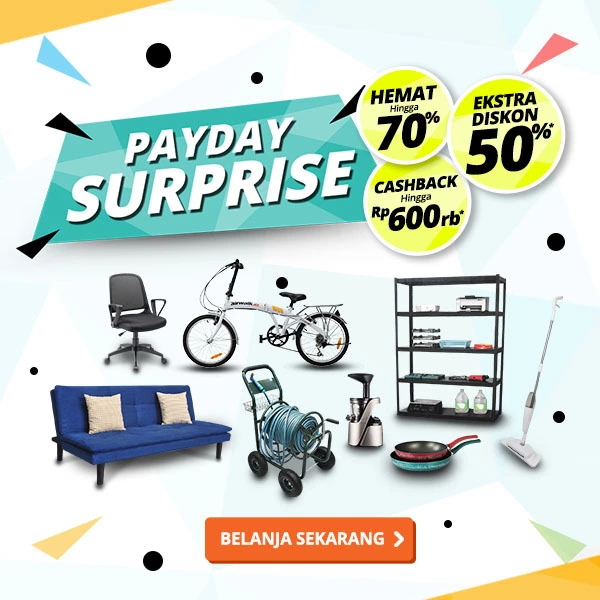 PAYDAY
SURPRISE
HEMAT
Hingga
70%
EKSTRA
DISKON
50%*
CASHBACK
Hingga
Rp600rb*
BELANJA SEKARANG